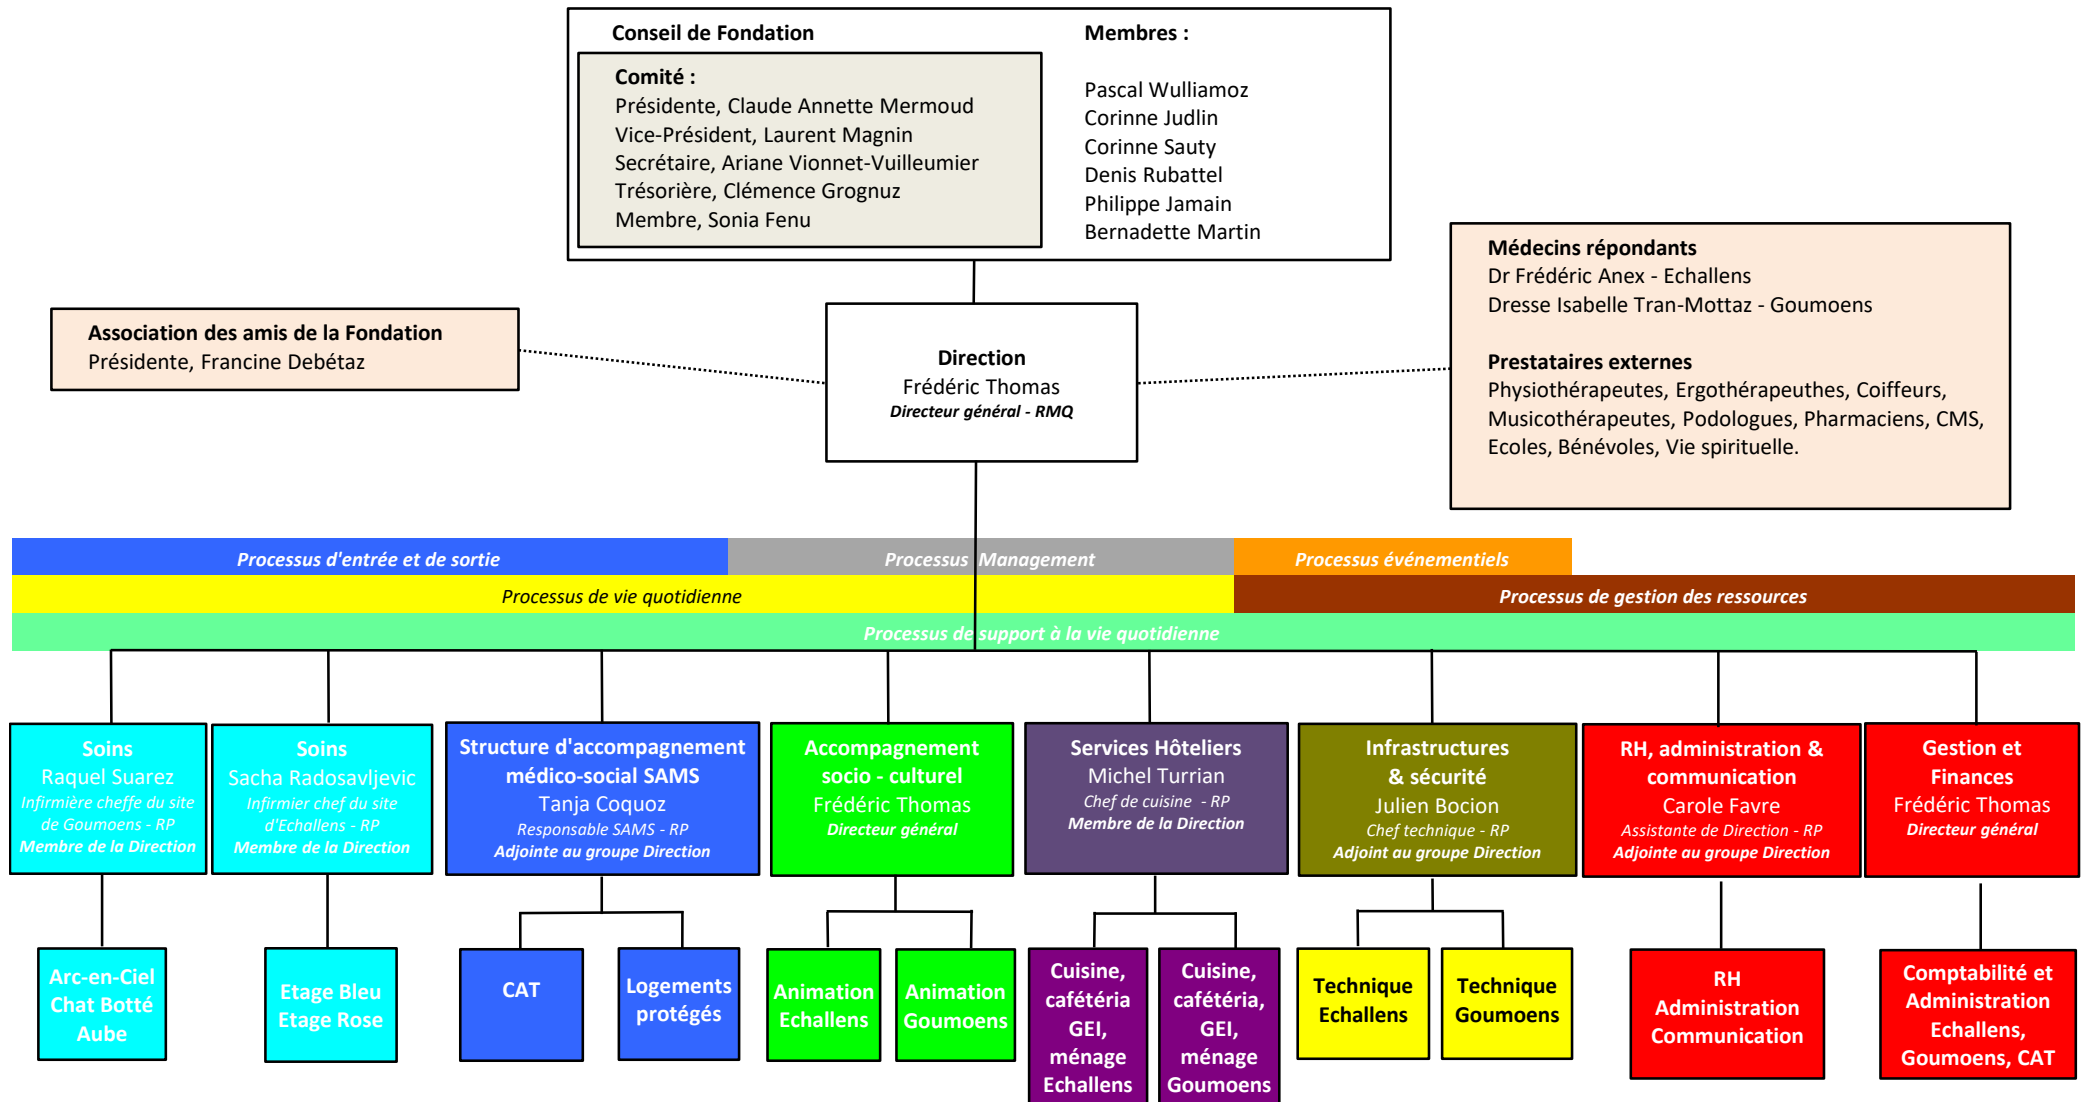 Conseil de Fondation
Comité :
Présidente, Claude Annette Mermoud
Vice-Président, Laurent Magnin
Secrétaire, Ariane Vionnet-Vuilleumier
Trésorière, Clémence Grognuz
Membre, Sonia Fenu
Membres :
Pascal Wulliamoz
Corinne Judlin
Corinne Sauty
Denis Rubattel
Philippe Jamain
Bernadette Martin
Médecins répondants
Dr Frédéric Anex - Echallens
Dresse Isabelle Tran-Mottaz - Goumoens
Prestataires externes
Physiothérapeutes, Ergothérapeuthes, Coiffeurs,
Musicothérapeutes, Podologues, Pharmaciens, CMS,
Ecoles, Bénévoles, Vie spirituelle.
Association des amis de la Fondation
Présidente, Francine Debétaz
Direction
Frédéric Thomas
Directeur général - RMQ
Processus d'entrée et de sortie
Processus Management
Processus événementiels
Processus de vie quotidienne
Processus de gestion des ressources
Processus de support à la vie quotidienne
Soins
Raquel Suarez
Infirmière cheffe du site
de Goumoens - RP
Membre de la Direction
Soins
Sacha Radosavljevic
Infirmier chef du site
d'Echallens - RP
Membre de la Direction
Structure d'accompagnement
médico-social SAMS
Tanja Coquoz
Responsable SAMS - RP
Adjointe au groupe Direction
Accompagnement
socio - culturel
Frédéric Thomas
Directeur général
Services Hôteliers
Michel Turrian
Chef de cuisine - RP
Membre de la Direction
Infrastructures
& sécurité
Julien Bocion
Chef technique - RP
Adjoint au groupe Direction
RH, administration &
communication
Carole Favre
Assistante de Direction - RP
Adjointe au groupe Direction
Gestion et
Finances
Frédéric Thomas
Directeur général
Arc-en-Ciel
Chat Botté
Aube
Etage Bleu
Etage Rose
CAT
Logements
protégés
Animation
Echallens
Animation
Goumoens
Cuisine,
cafétéria
GEI,
ménage
Echallens
Cuisine,
cafétéria,
GEI,
ménage
Goumoens
Technique
Echallens
Technique
Goumoens
RH
Administration
Communication
Comptabilité et
Administration
Echallens,
Goumoens, CAT